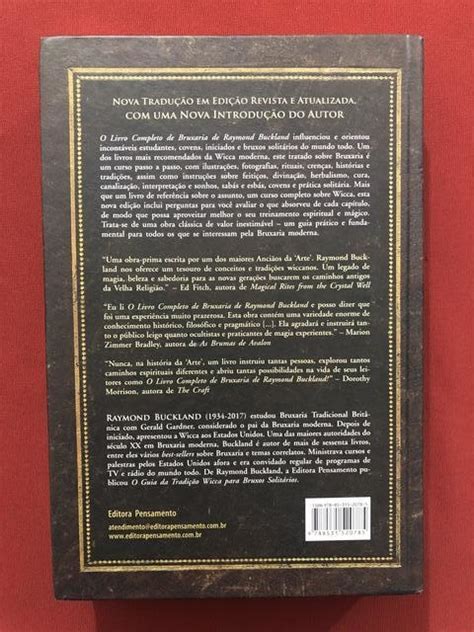 NOVA TRADUÇÃO EM EDIÇÃO REVISTA E ATUALIZADA,
COM UMA NOVA INTRODUÇÃO DO AUTOR
O Livro Completo de Bruxaria de Raymond Buckland influenciou e orientou
incontáveis estudantes, covens, iniciados e bruxos solitários do mundo todo. Um
dos livros mais recomendados da Wicca moderna, este tratado sobre Bruxaria é
um curso passo a passo, com ilustrações, fotografias, rituais, crenças, histórias e
tradições, assim como instruções sobre feitiços, divinação, herbalismo, cura,
canalização, interpretação e sonhos, sabás e esbás, covens e prática solitária. Mais
que um livro de referência sobre o assunto, um curso completo sobre Wicca, esta
nova edição inclui perguntas para você avaliar o que absorveu de cada capítulo,
de modo que possa aproveitar melhor o seu treinamento espiritual e mágico.
Trata-se de uma obra clássica de valor inestimável – um guia prático e funda-
mental para todos os que se interessam pela Bruxaria moderna.
"Uma obra-prima escrita por um dos maiores Anciãos da 'Arte'. Raymond Buck-
land nos oferece um tesouro de conceitos e tradições wiccanos. Um legado de
magia, beleza e sabedoria para as novas gerações buscarem os caminhos antigos
da Velha Religião." – Ed Fitch, autora de Magical Rites from the Crystal Well
"Eu li O Livro Completo de Bruxaria de Raymond Buckland e posso dizer que
foi uma experiência muito prazerosa. Esta obra contém uma variedade enorme de
conhecimento histórico, filosófico e pragmático [...]. Ela agradará e instruirá tan-
to o público leigo quanto ocultistas e praticantes de magia experientes." – Marion
Zimmer Bradley, autora de As Brumas de Avalon
"Nunca, na história da 'Arte', um livro instruiu tantas pessoas, explorou tantos
caminhos espirituais diferentes e abriu tantas possibilidades na vida de seus lei-
tores como O Livro Completo de Bruxaria de Raymond Buckland!" – Dorothy
Morrison, autora de The Craft
RAYMOND BUCKLAND (1934-2017) estudou Bruxaria Tradicional Britâ-
nica com Gerald Gardner, considerado o pai da Bruxaria moderna. Depois de
iniciado, apresentou a Wicca aos Estados Unidos. Uma das maiores autoridades do
século XX em Bruxaria moderna, Buckland é autor de mais de sessenta livros,
entre eles vários best-sellers sobre Bruxaria e temas correlatos. Ministrava cursos e
palestras pelos Estados Unidos afora e era convidado regular de programas de
TV e rádio do mundo todo. De Raymond Buckland, a Editora Pensamento pu-
blicou O Guia da Tradição Wicca para Bruxos Solitários.
Editora Pensamento
atendimento@editorapensamento.com.br
www.editorapensamento.com.br
ISBN 978-85-315-2078-5
9 788531 520785